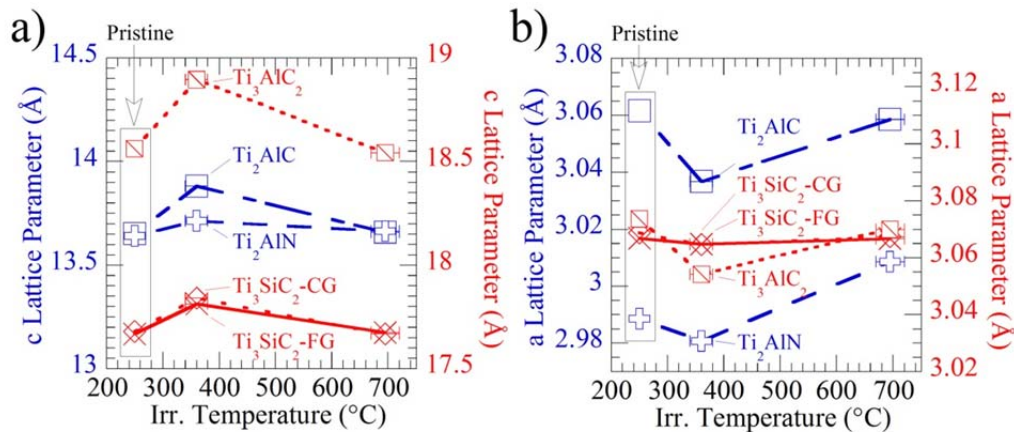 a)
Pristine
14.5
14
13.5
13
c Lattice Parameter (Å)
19
18.5
18
17.5
c Lattice Parameter
(Å)
Ti3AlC2
Ti2AlC
Ti2AlN
Ti3SiC2-CG
Ti3SiC2-FG
200 300 400 500 600 700
Irr. Temperature (°C)
b)
Pristine
3.08
3.06
3.04
3.02
3
2.98
a Lattice Parameter (Å)
3.12
3.10
3.08
3.06
3.04
3.02
a Lattice Parameter
(Å)
Ti2AlC
Ti3SiC2-CG
Ti3SiC2-FG
Ti3AlC2
Ti2AlN
200 300 400 500 600 700
Irr. Temperature (°C)